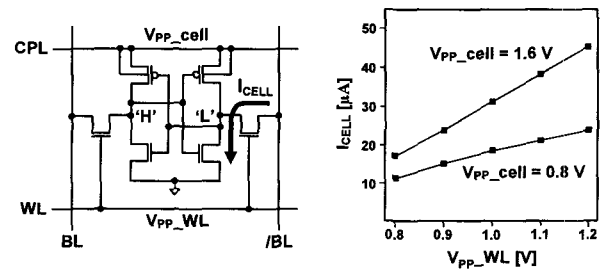 V_PP_cell
CPL
I_CELL
'H'
'L'
WL
V_PP_WL
BL
/BL
50
40
30
20
10
I_CELL [μA]
V_PP_cell = 1.6 V
V_PP_cell = 0.8 V
0.8
0.9
1.0
1.1
1.2
V_PP_WL [V]